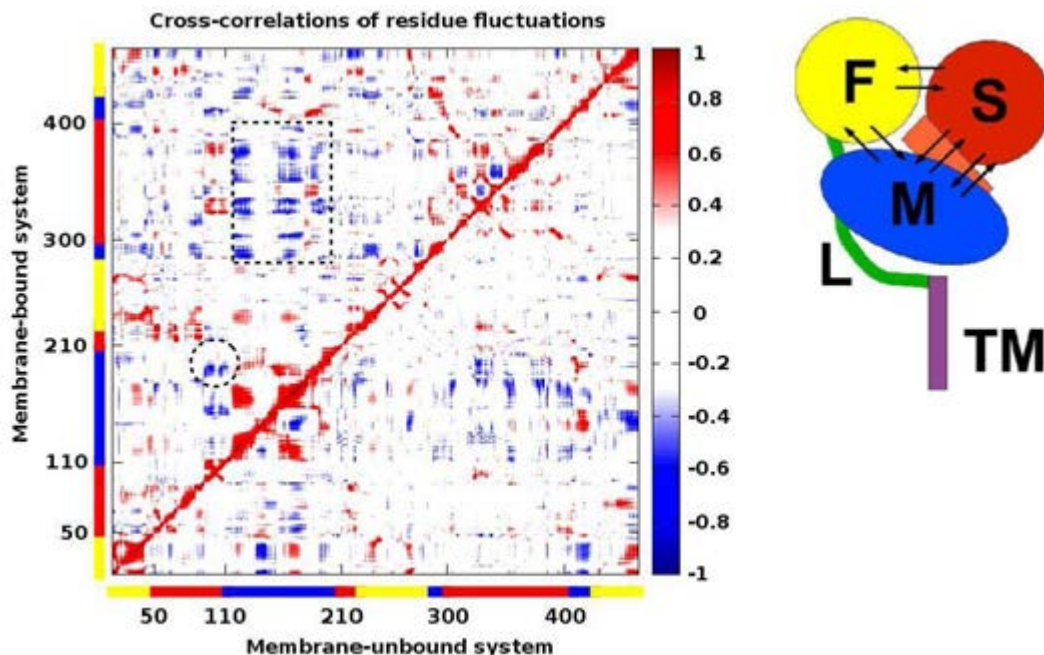 Cross-correlations of residue fluctuations
Membrane-bound system
400
300
210
110
50
50 110 210 300 400
Membrane-unbound system
1
0.8
0.6
0.4
0.2
0
-0.2
-0.4
-0.6
-0.8
-1
F
S
M
L
TM